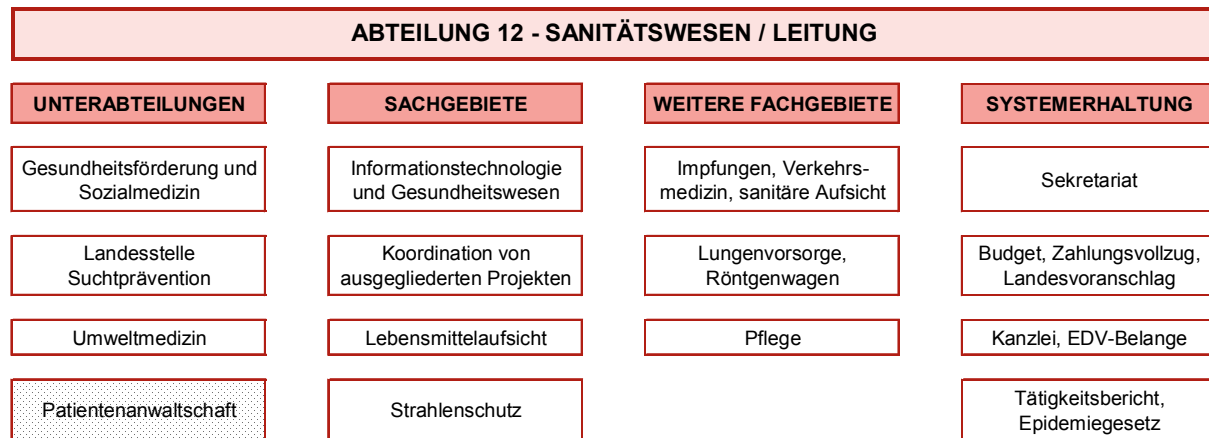 ABTEILUNG 12 - SANITÄTSWESEN / LEITUNG
UNTERABTEILUNGEN
Gesundheitsförderung und
Sozialmedizin
Landesstelle
Suchtprävention
Umweltmedizin
Patientenanwaltschaft
SACHGEBIETE
Informationstechnologie
und Gesundheitswesen
Koordination von
ausgegliederten Projekten
Lebensmittelaufsicht
Strahlenschutz
WEITERE FACHGEBIETE
Impfungen, Verkehrs-
medizin, sanitäre Aufsicht
Lungenvorsorge,
Röntgenwagen
Pflege
SYSTEMERHALTUNG
Sekretariat
Budget, Zahlungsvollzug,
Landesvoranschlag
Kanzlei, EDV-Belange
Tätigkeitsbericht,
Epidemiegesetz